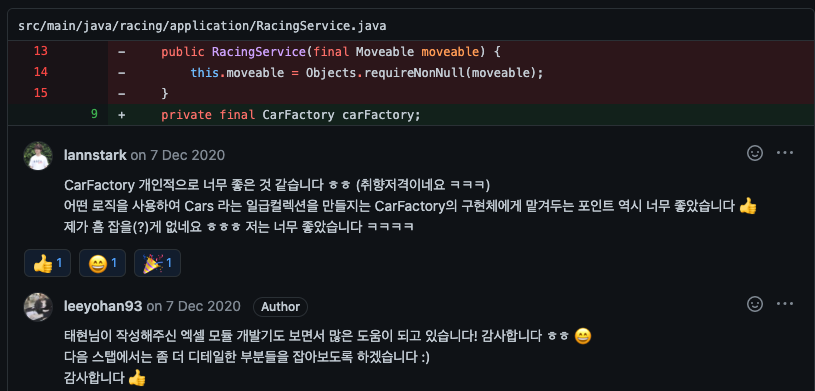 src/main/java/racing/application/RacingService.java
13 - public RacingService(final Moveable moveable) {
14 - this.moveable = Objects.requireNonNull(moveable);
15 - }
9 + private final CarFactory carFactory;
lannstark on 7 Dec 2020
CarFactory 개인적으로 너무 좋은 것 같습니다 ㅎㅎ (취향저격이네요 ㅋㅋㅋ)
어떤 로직을 사용하여 Cars 라는 일급컬렉션을 만들지는 CarFactory의 구현체에게 맡겨두는 포인트 역시 너무 좋았습니다 👍
제가 흠 잡을(?)게 없네요 ㅎㅎㅎ 저는 너무 좋았습니다 ㅋㅋㅋㅋ
👍 1 😄 1 🎉 1
leeyohan93 on 7 Dec 2020 Author
태현님이 작성해주신 엑셀 모듈 개발기도 보면서 많은 도움이 되고 있습니다! 감사합니다 ㅎㅎ 😄
다음 스탭에서는 좀 더 디테일한 부분들을 잡아보도록 하겠습니다 :)
감사합니다 👍